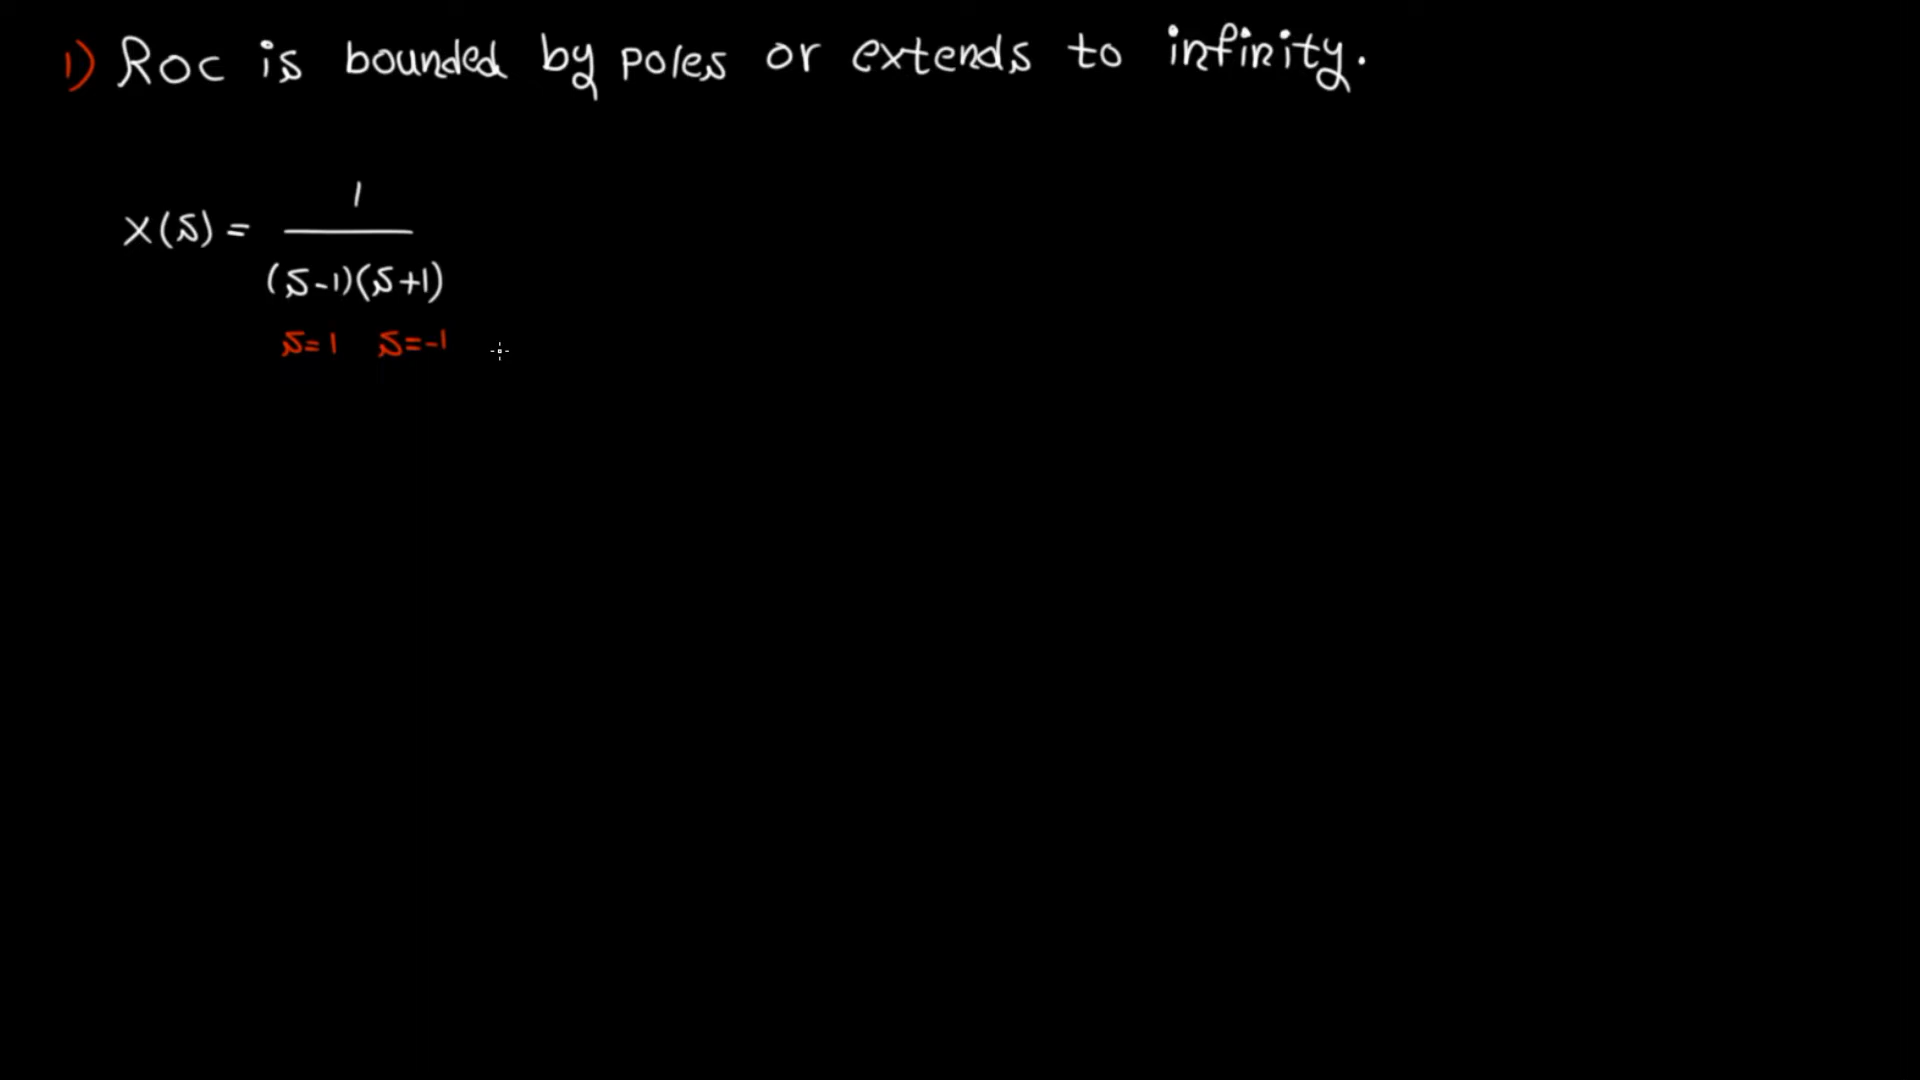 1) Roc is bounded by poles or extends to infinity.
X(s) = 1 / (s-1)(s+1)
s=1 s=-1